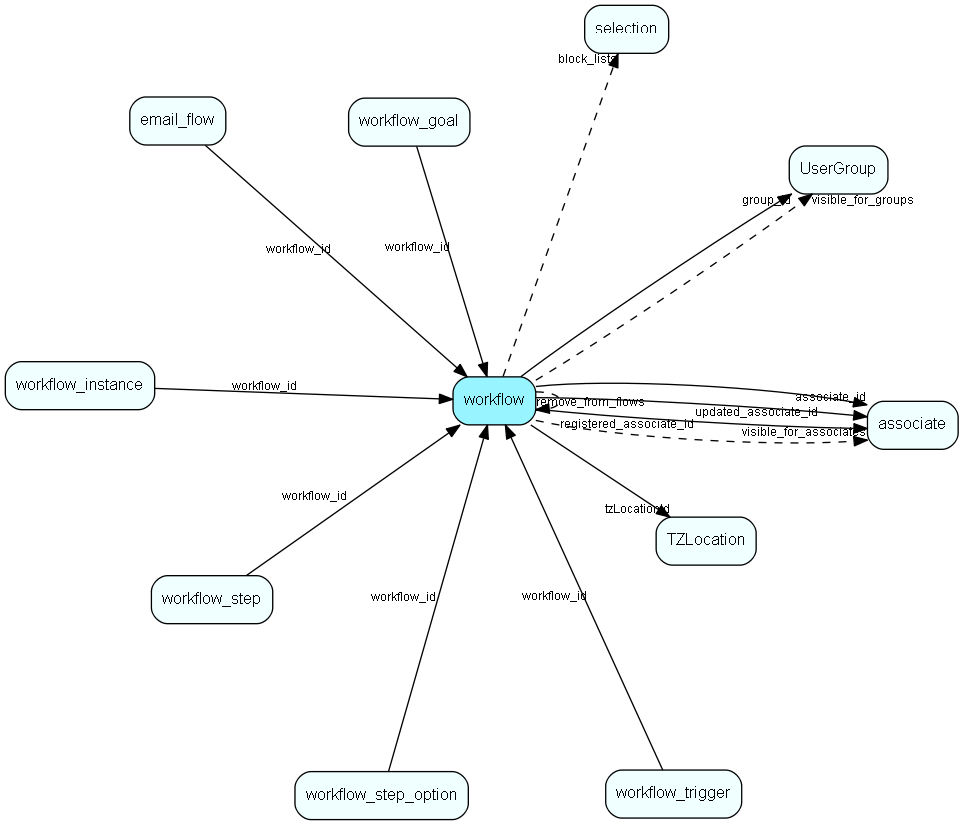 selection
block_lists
email_flow
workflow_goal
UserGroup
group_id
visible_for_groups
workflow_id
workflow_id
workflow_instance
workflow_id
workflow
remove_from_flows
associate_id
updated_associate_id
registered_associate_id
visible_for_associates
associate
workflow_id
tzLocationId
TZLocation
workflow_step
workflow_id
workflow_id
workflow_step_option
workflow_trigger